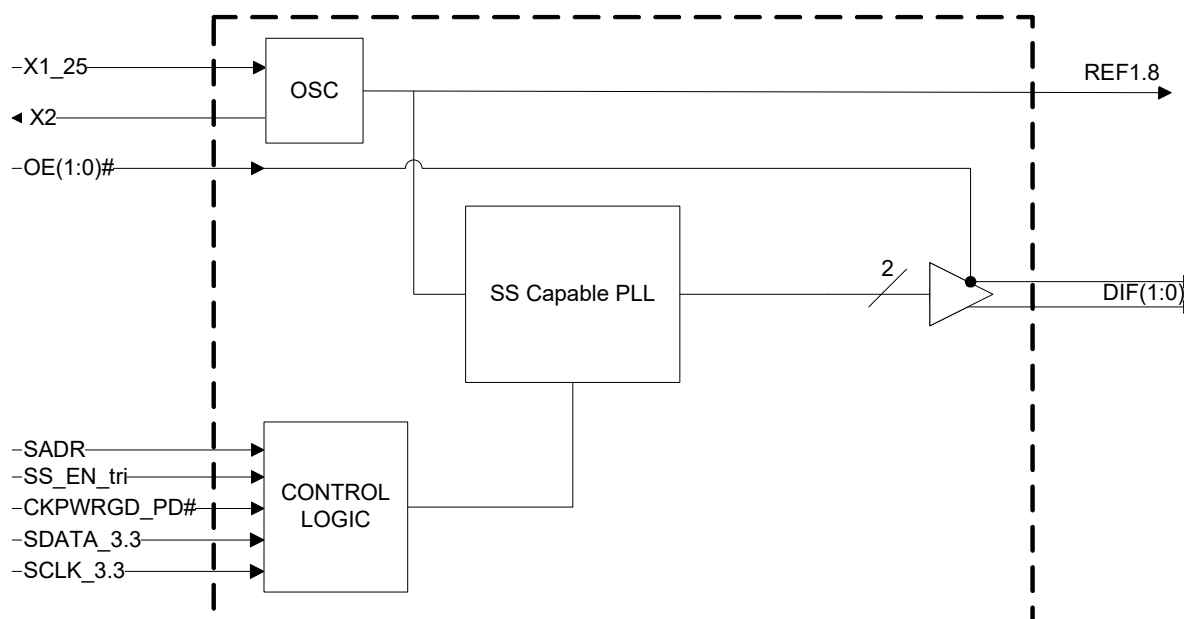 X1_25
OSC
REF1.8
X2
OE(1:0)#
2
SS Capable PLL
DIF(1:0)
SADR
SS_EN_tri
CKPWRGD_PD#
SDATA_3.3
SCLK_3.3
CONTROL
LOGIC